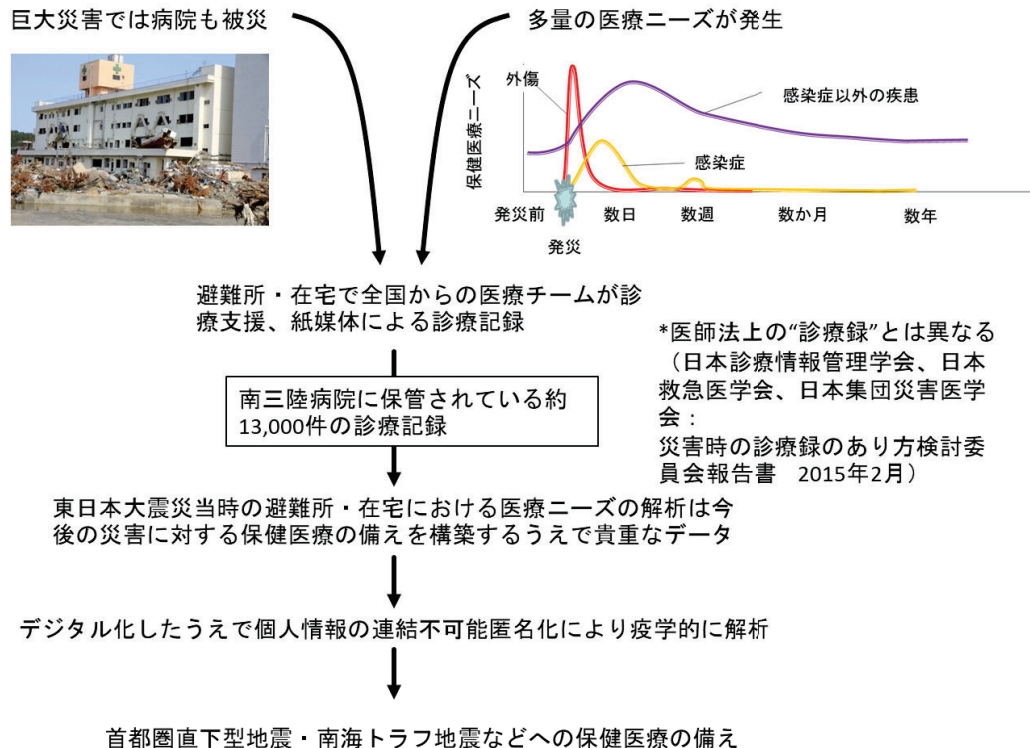 巨大災害では病院も被災
多量の医療ニーズが発生
保健医療ニーズ
外傷
感染症以外の疾患
感染症
発災前
数日
数週
数か月
数年
発災
避難所・在宅で全国からの医療チームが診
療支援、紙媒体による診療記録
*医師法上の“診療録”とは異なる
（日本診療情報管理学会、日本
救急医学会、日本集団災害医学
会：
災害時の診療録のあり方検討委
員会報告書　2015年2月）
南三陸病院に保管されている約
13,000件の診療記録
東日本大震災当時の避難所・在宅における医療ニーズの解析は今
後の災害に対する保健医療の備えを構築するうえで貴重なデータ
デジタル化したうえで個人情報の連結不可能匿名化により疫学的に解析
首都圏直下型地震・南海トラフ地震などへの保健医療の備え